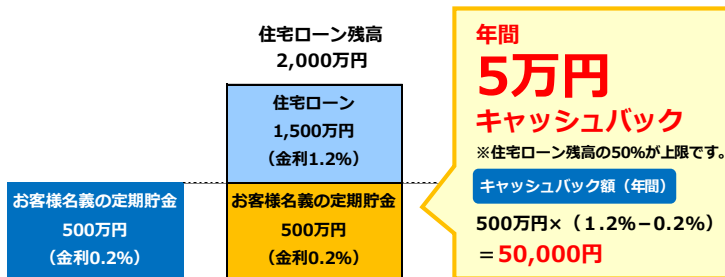 住宅ローン残高
2,000万円
住宅ローン
1,500万円
（金利1.2%）
お客様名義の定期貯金
500万円
（金利0.2%）
お客様名義の定期貯金
500万円
（金利0.2%）
年間
5万円
キャッシュバック
※住宅ローン残高の50%が上限です。
キャッシュバック額（年間）
500万円×（1.2%−0.2%）
＝50,000円